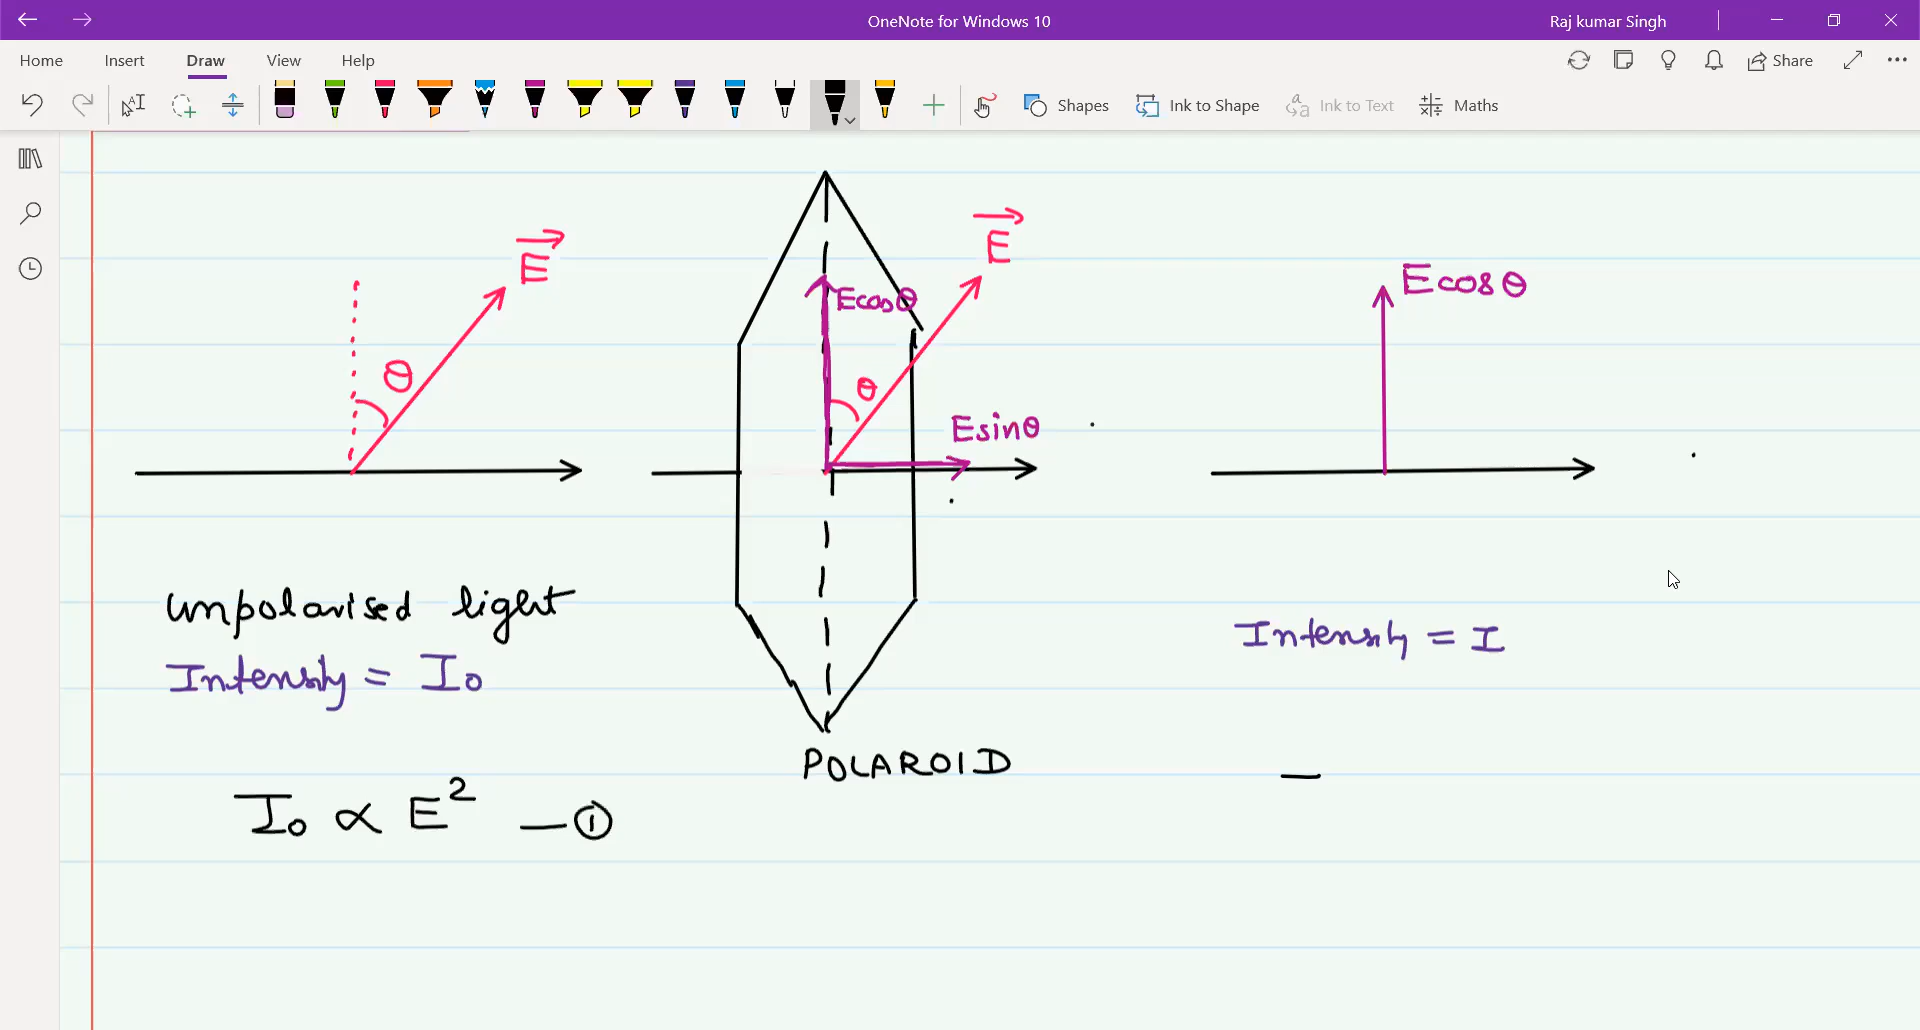 OneNote for Windows 10
Raj kumar Singh
Home Insert Draw View Help
Share
Shapes Ink to Shape Ink to Text Maths
E
θ
E
Ecosθ
θ
Esinθ
Ecosθ
unpolarised light
Intensity = I₀
Intensity = I
POLAROID
I₀ ∝ E² — ①
—